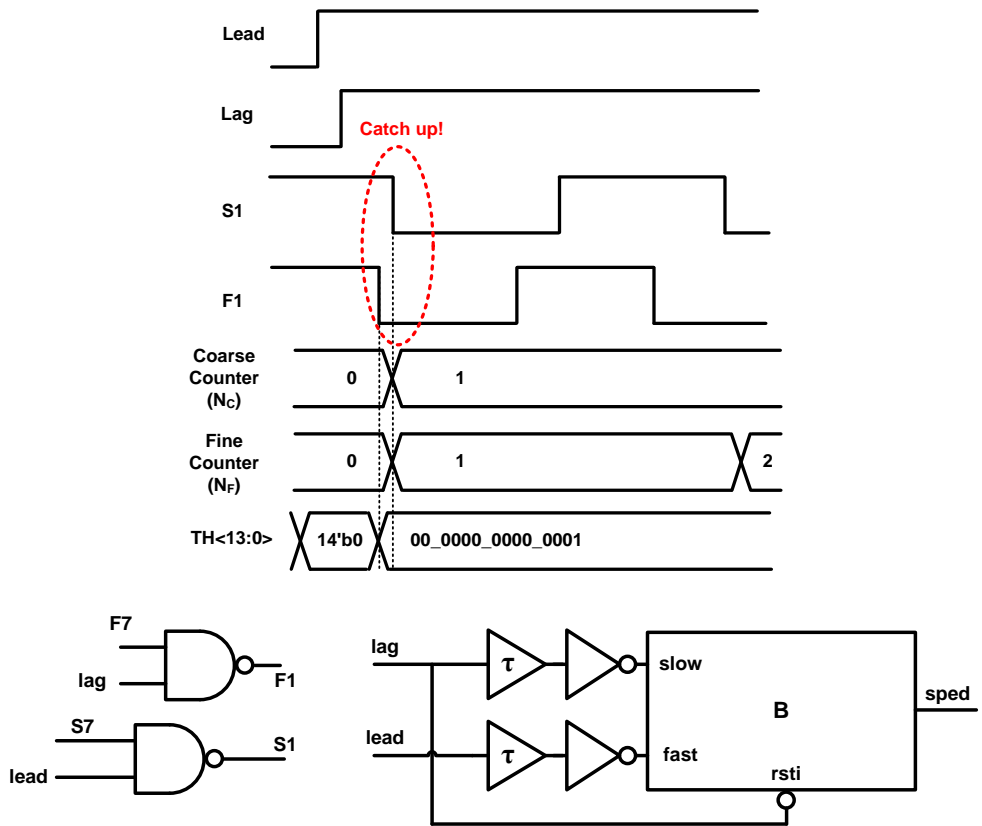 Lead
Lag
Catch up!
S1
F1
Coarse
Counter
(NC)
0 1
Fine
Counter
(NF)
0 1 2
TH<13:0>
14'b0 00_0000_0000_0001
F7
lag
F1
S7
lead
S1
lag
τ
slow
lead
τ
fast
B
rsti
sped